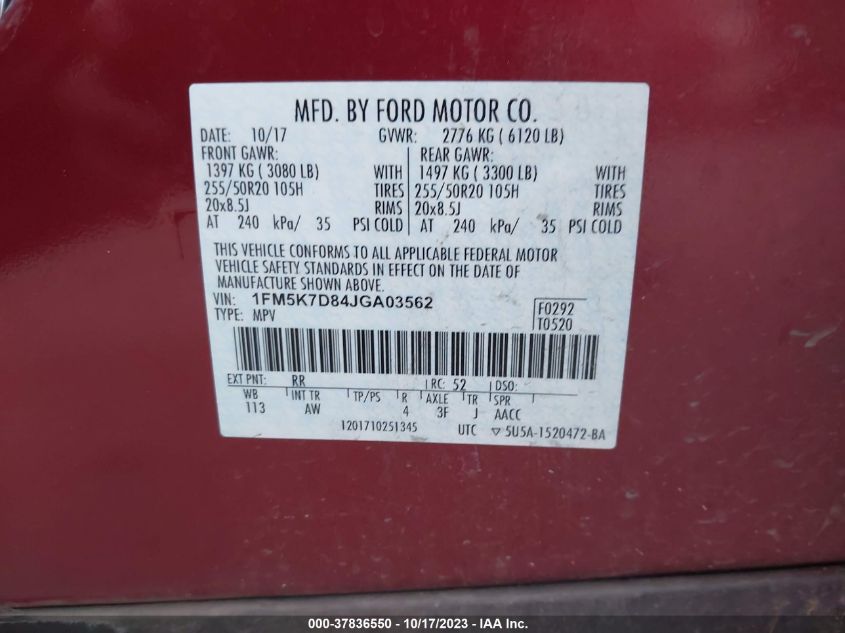 MFD. BY FORD MOTOR CO.
DATE: 10/17 GVWR: 2776 KG ( 6120 LB)
FRONT GAWR: REAR GAWR:
1397 KG ( 3080 LB) WITH 1497 KG ( 3300 LB) WITH
255/50R20 105H TIRES 255/50R20 105H TIRES
20x8.5J RIMS 20x8.5J RIMS
AT 240 kPa/ 35 PSI COLD AT 240 kPa/ 35 PSI COLD
THIS VEHICLE CONFORMS TO ALL APPLICABLE FEDERAL MOTOR
VEHICLE SAFETY STANDARDS IN EFFECT ON THE DATE OF
MANUFACTURE SHOWN ABOVE.
VIN: 1FM5K7D84JGA03562 F0292
TYPE: MPV T0520
EXT PNT: RR RC: 52 DSO:
WB INT TR TP/PS R AXLE TR SPR
113 AW 4 3F J AACC
1201710251345 UTC ▽ 5U5A-1520472-BA
000-37836550 - 10/17/2023 - IAA Inc.